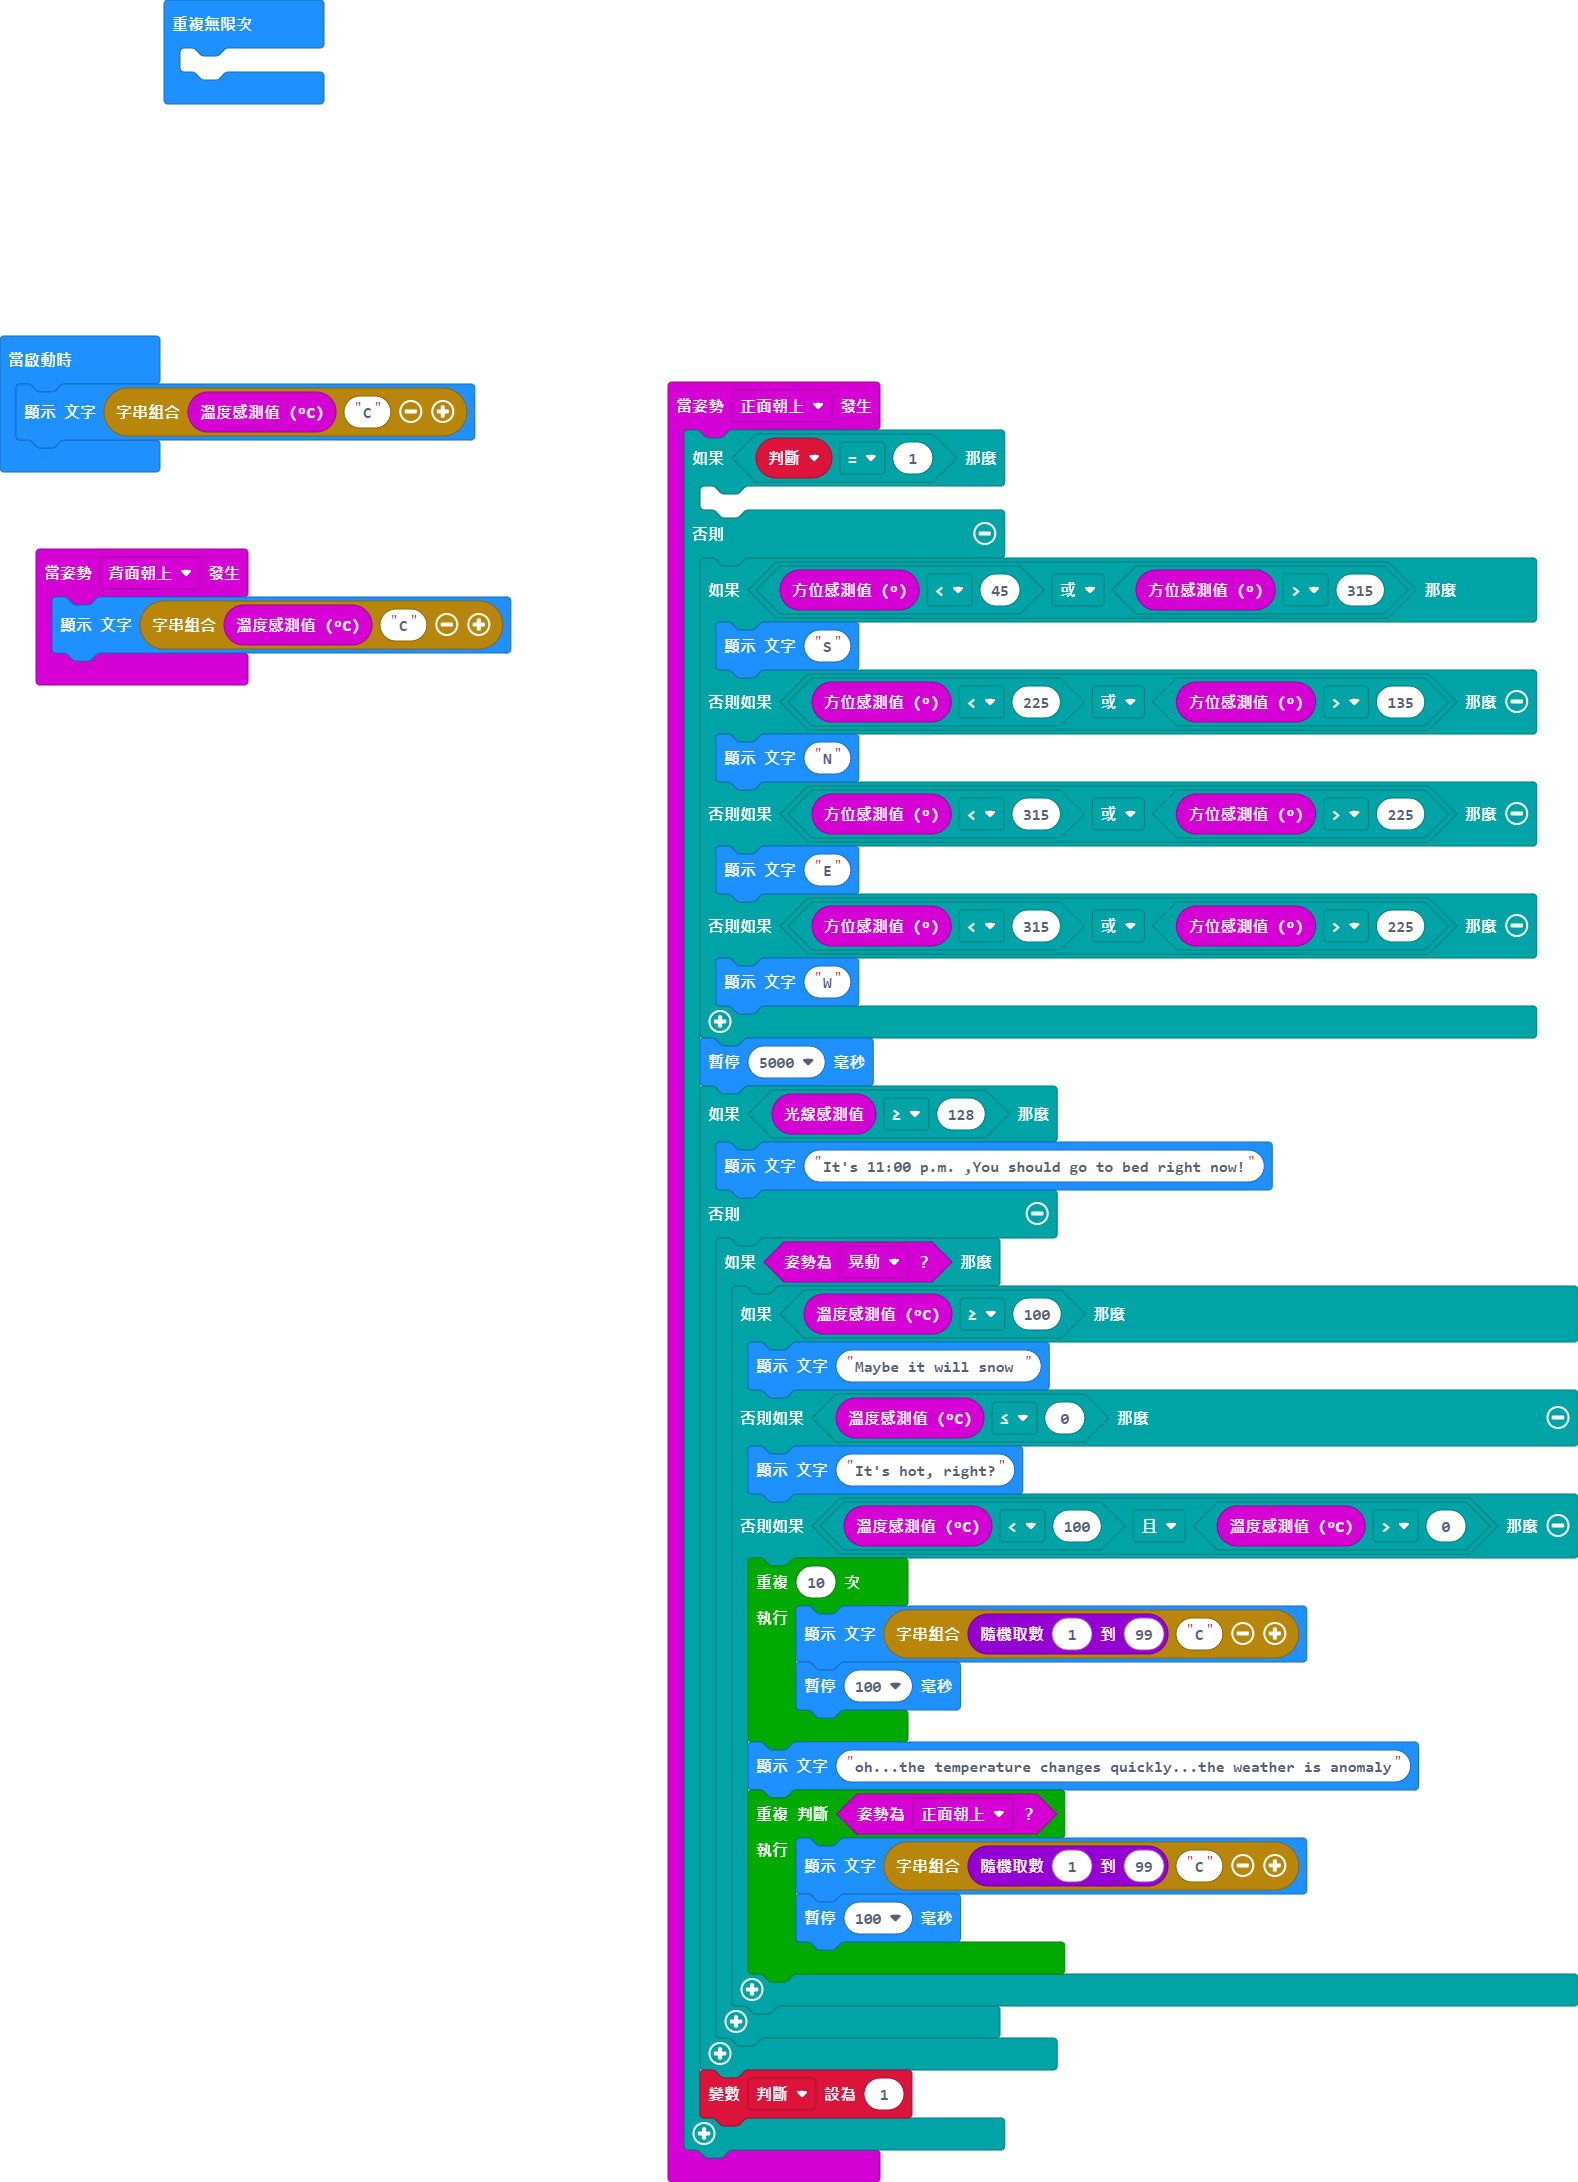 重複無限次
當啟動時
顯示 文字 字串組合 溫度感測值 (ºC) "C"
當姿勢 背面朝上 發生
顯示 文字 字串組合 溫度感測值 (ºC) "C"
當姿勢 正面朝上 發生
如果 判斷 = 1 那麼
否則
如果 方位感測值 (º) < 45 或 方位感測值 (º) > 315 那麼
顯示 文字 "S"
否則如果 方位感測值 (º) < 225 或 方位感測值 (º) > 135 那麼
顯示 文字 "N"
否則如果 方位感測值 (º) < 315 或 方位感測值 (º) > 225 那麼
顯示 文字 "E"
否則如果 方位感測值 (º) < 315 或 方位感測值 (º) > 225 那麼
顯示 文字 "W"
暫停 5000 毫秒
如果 光線感測值 ≥ 128 那麼
顯示 文字 "It's 11:00 p.m. ,You should go to bed right now!"
否則
如果 姿勢為 晃動 ? 那麼
如果 溫度感測值 (ºC) ≥ 100 那麼
顯示 文字 "Maybe it will snow "
否則如果 溫度感測值 (ºC) ≤ 0 那麼
顯示 文字 "It's hot, right?"
否則如果 溫度感測值 (ºC) < 100 且 溫度感測值 (ºC) > 0 那麼
重複 10 次
執行 顯示 文字 字串組合 隨機取數 1 到 99 "C"
暫停 100 毫秒
顯示 文字 "oh...the temperature changes quickly...the weather is anomaly"
重複 判斷 姿勢為 正面朝上 ?
執行 顯示 文字 字串組合 隨機取數 1 到 99 "C"
暫停 100 毫秒
變數 判斷 設為 1